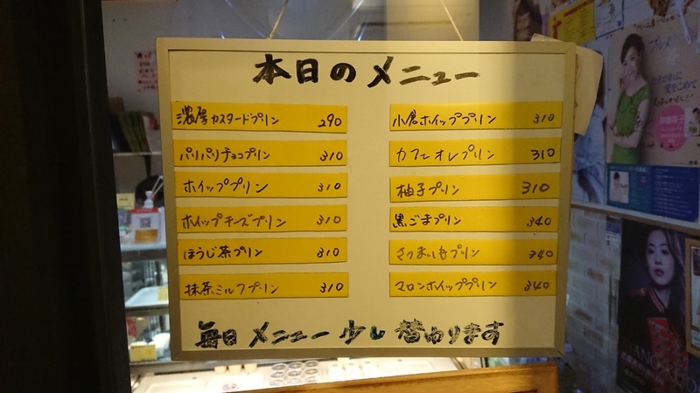 本日のメニュー
濃厚カスタードプリン 290
パリパリチョコプリン 310
ホイッププリン 310
ホイップチーズプリン 310
ほうじ茶プリン 310
抹茶ミルクプリン 310
小倉ホイッププリン 310
カフェオレプリン 310
柚子プリン 310
黒ごまプリン 340
さつまいもプリン 340
マロンホイッププリン 340
毎日メニュー少し替わります